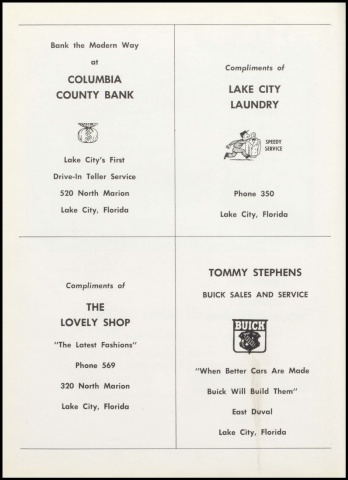 Bank the Modern Way
at
COLUMBIA
COUNTY BANK
Lake City's First
Drive-In Teller Service
520 North Marion
Lake City, Florida
Compliments of
LAKE CITY
LAUNDRY
SPEEDY
SERVICE
Phone 350
Lake City, Florida
Compliments of
THE
LOVELY SHOP
"The Latest Fashions"
Phone 569
320 North Marion
Lake City, Florida
TOMMY STEPHENS
BUICK SALES AND SERVICE
BUICK
"When Better Cars Are Made
Buick Will Build Them"
East Duval
Lake City, Florida